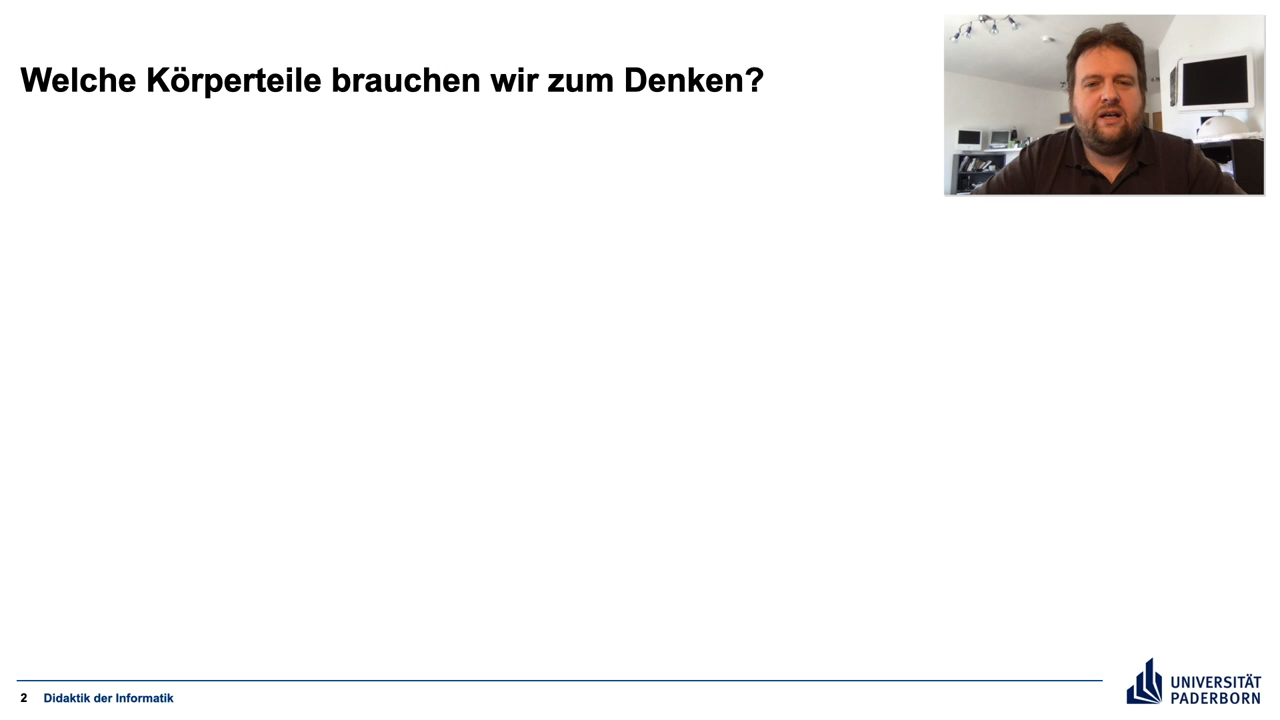 Welche Körperteile brauchen wir zum Denken?
2 Didaktik der Informatik
UNIVERSITÄT
PADERBORN